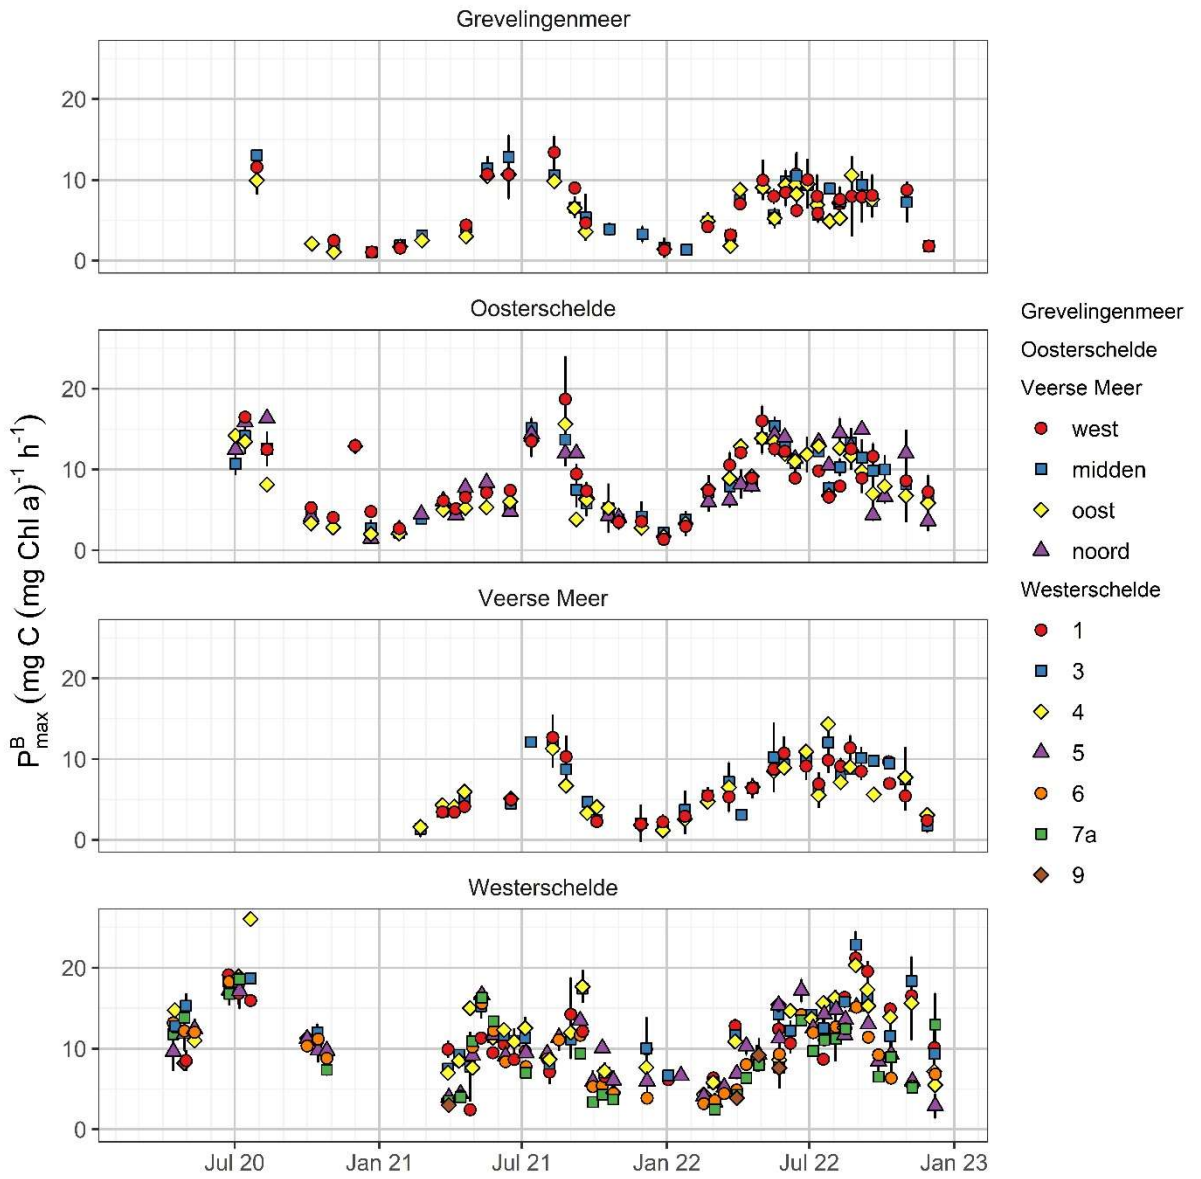 Grevelingenmeer
20
10
0
Oosterschelde
20
10
0
Veerse Meer
20
10
0
Westerschelde
20
10
0
Jul 20 Jan 21 Jul 21 Jan 22 Jul 22 Jan 23
P^B_max (mg C (mg Chl a)^-1 h^-1)
Grevelingenmeer
Oosterschelde
Veerse Meer
west
midden
oost
noord
Westerschelde
1
3
4
5
6
7a
9